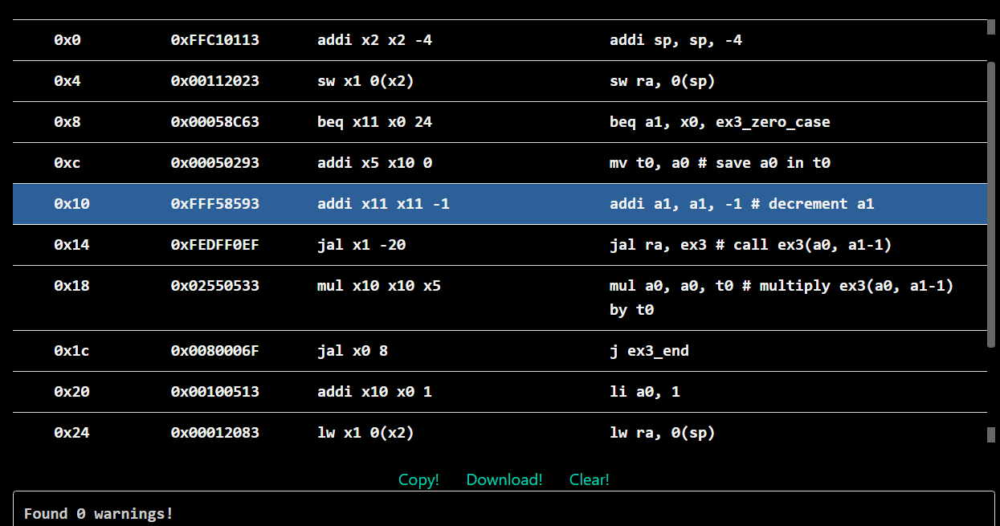 0x0 0xFFC10113 addi x2 x2 -4 addi sp, sp, -4
0x4 0x00112023 sw x1 0(x2) sw ra, 0(sp)
0x8 0x00058C63 beq x11 x0 24 beq a1, x0, ex3_zero_case
0xc 0x00050293 addi x5 x10 0 mv t0, a0 # save a0 in t0
0x10 0xFFF58593 addi x11 x11 -1 addi a1, a1, -1 # decrement a1
0x14 0xFEDFF0EF jal x1 -20 jal ra, ex3 # call ex3(a0, a1-1)
0x18 0x02550533 mul x10 x10 x5 mul a0, a0, t0 # multiply ex3(a0, a1-1)
by t0
0x1c 0x0080006F jal x0 8 j ex3_end
0x20 0x00100513 addi x10 x0 1 li a0, 1
0x24 0x00012083 lw x1 0(x2) lw ra, 0(sp)
Copy! Download! Clear!
Found 0 warnings!